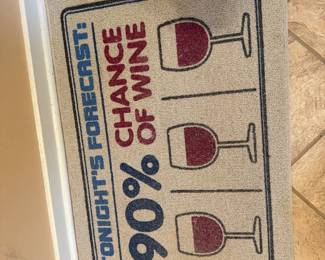 TONIGHT'S FORECAST:
90% CHANCE
OF WINE